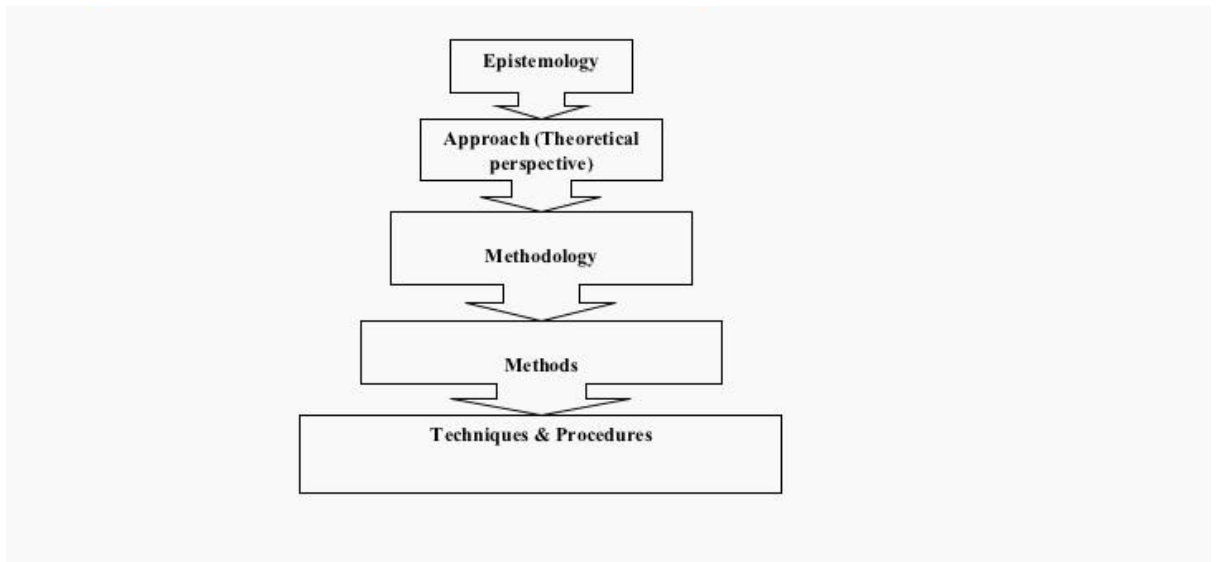 Epistemology
Approach (Theoretical
perspective)
Methodology
Methods
Techniques & Procedures